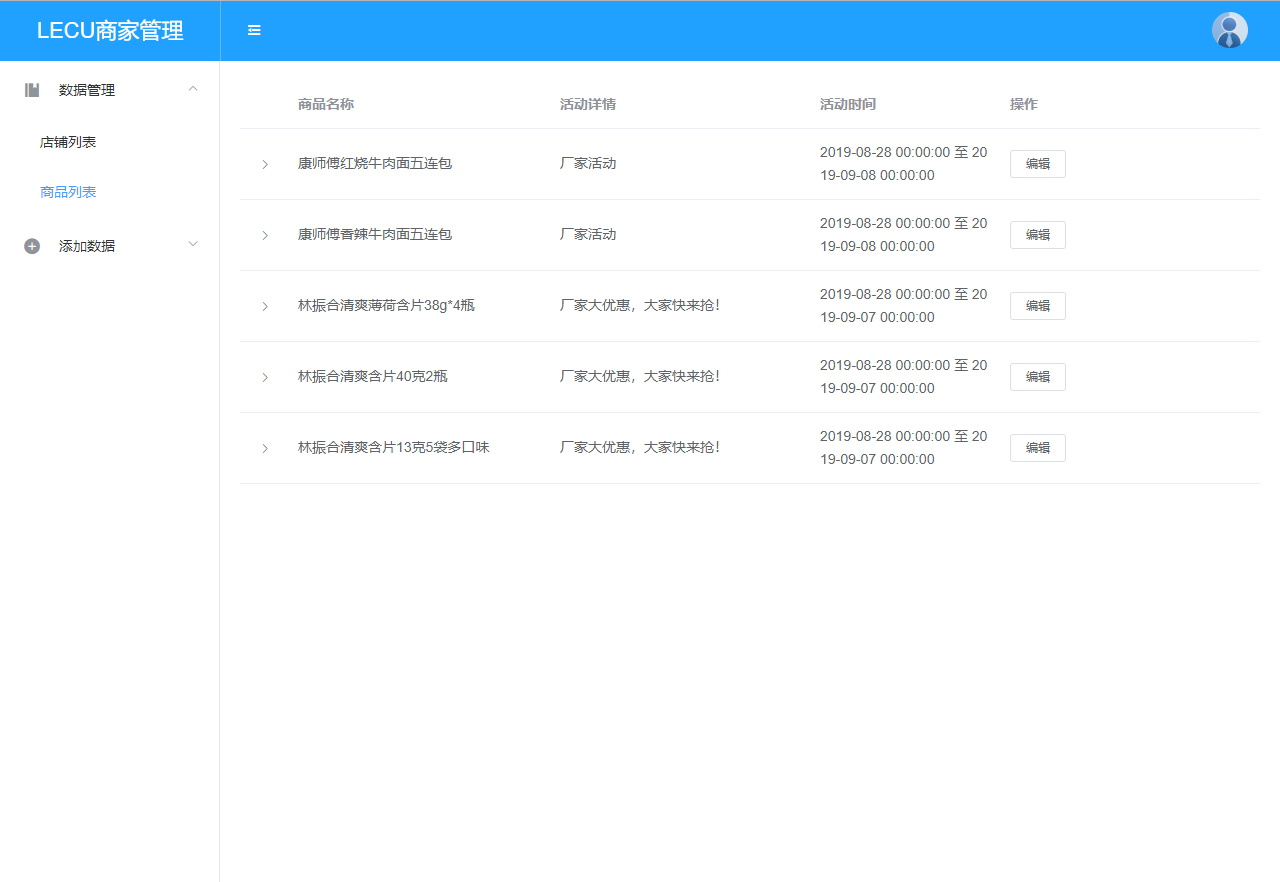 LECU商家管理
数据管理
店铺列表
商品列表
添加数据
商品名称 活动详情 活动时间 操作
康师傅红烧牛肉面五连包 厂家活动 2019-08-28 00:00:00 至 20
19-09-08 00:00:00 编辑
康师傅香辣牛肉面五连包 厂家活动 2019-08-28 00:00:00 至 20
19-09-08 00:00:00 编辑
林振合清爽薄荷含片38g*4瓶 厂家大优惠，大家快来抢！ 2019-08-28 00:00:00 至 20
19-09-07 00:00:00 编辑
林振合清爽含片40克2瓶 厂家大优惠，大家快来抢！ 2019-08-28 00:00:00 至 20
19-09-07 00:00:00 编辑
林振合清爽含片13克5袋多口味 厂家大优惠，大家快来抢！ 2019-08-28 00:00:00 至 20
19-09-07 00:00:00 编辑